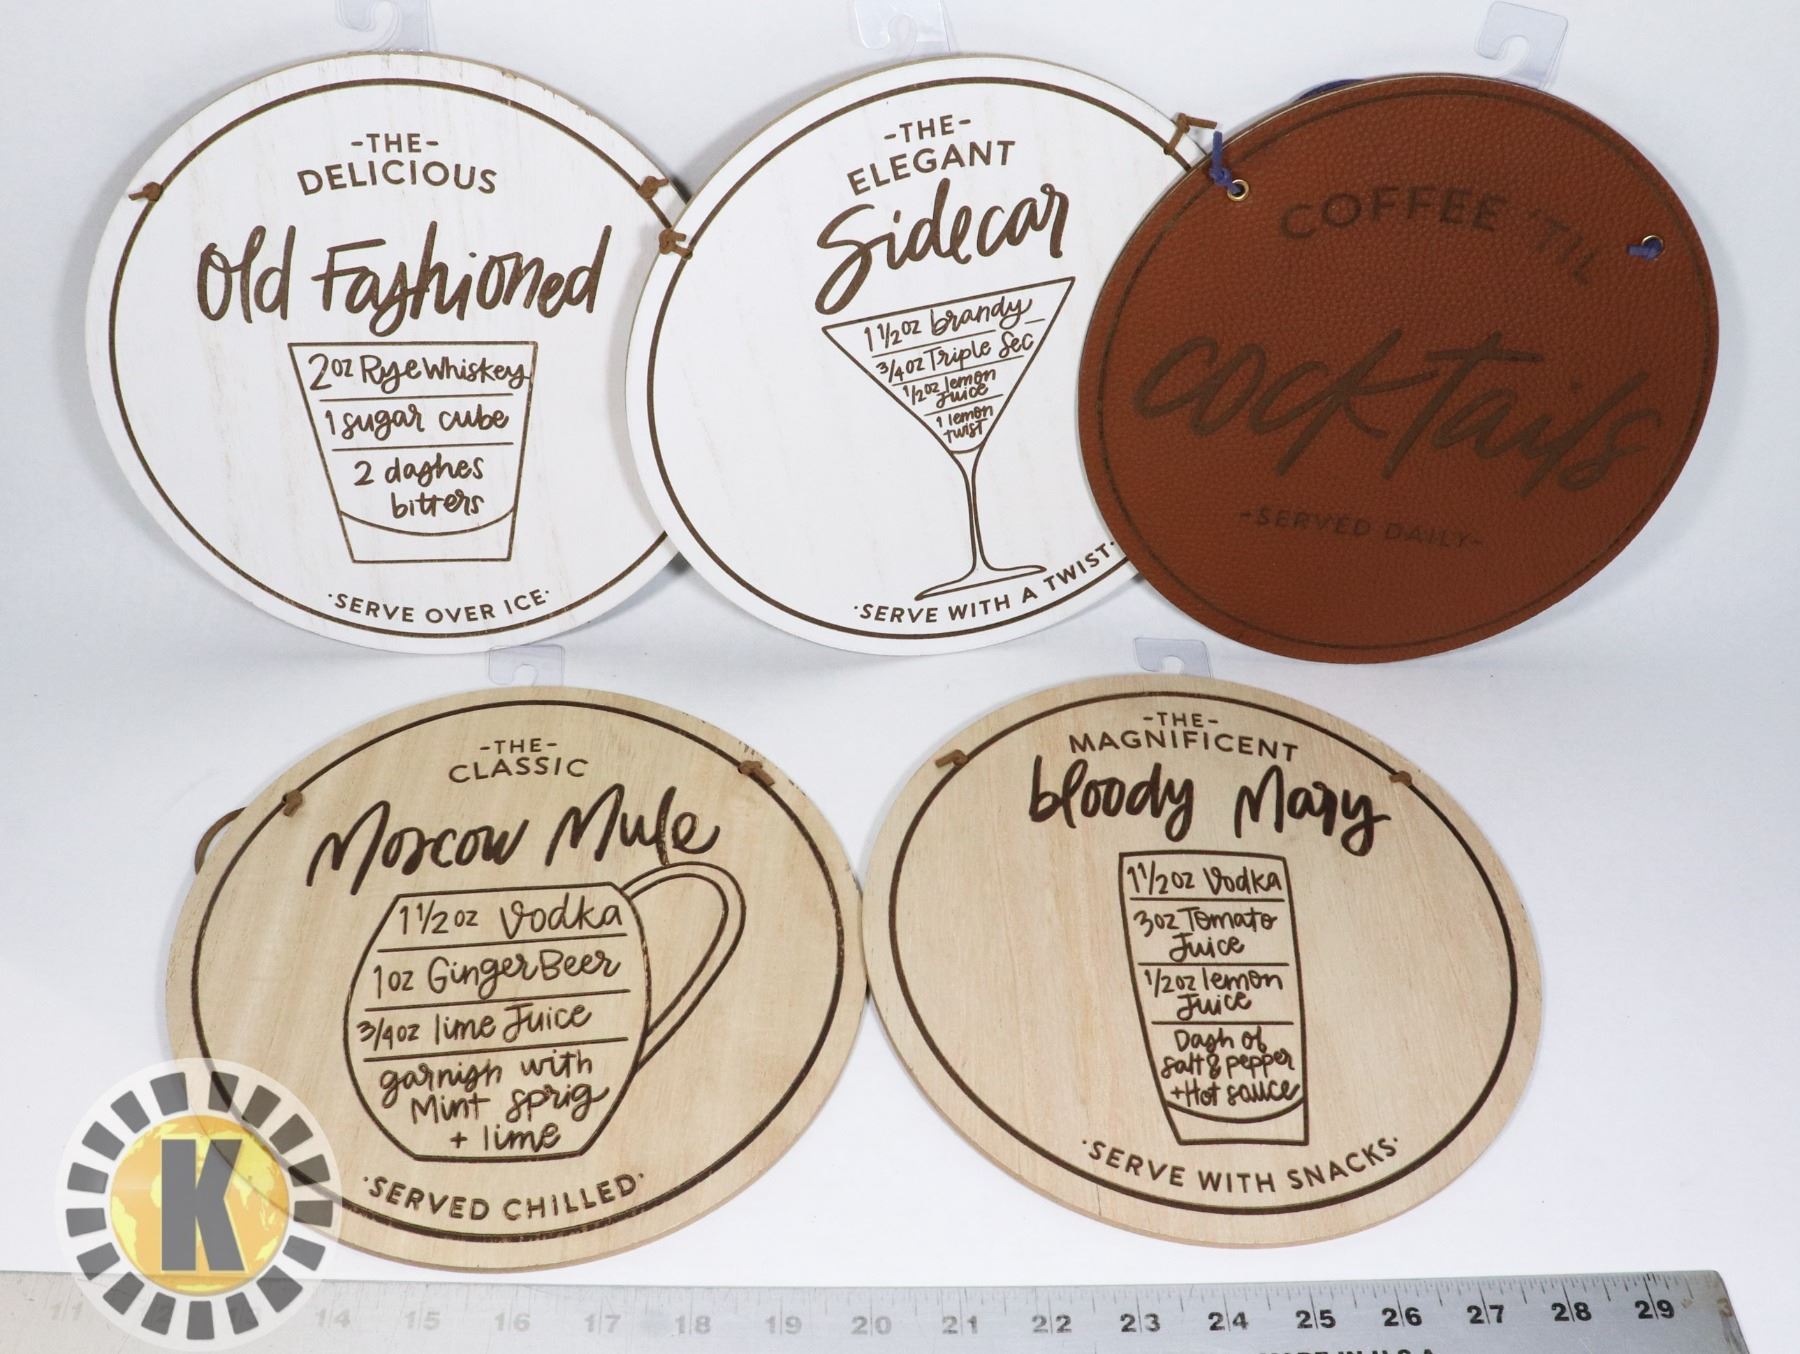 -THE-
DELICIOUS
Old Fashioned
2oz Rye Whiskey
1 sugar cube
2 dashes
bitters
·SERVE OVER ICE·
-THE-
ELEGANT
Sidecar
1 1/2oz brandy
3/4oz Triple Sec
1/2oz lemon
Juice
1 lemon
twist
·SERVE WITH A TWIST·
COFFEE 'TIL
cocktails
-SERVED DAILY-
-THE-
CLASSIC
Moscow Mule
1 1/2oz Vodka
1oz Ginger Beer
3/4oz lime Juice
garnish with
Mint sprig
+ lime
·SERVED CHILLED·
-THE-
MAGNIFICENT
bloody Mary
1 1/2oz Vodka
3oz Tomato
Juice
1/2oz lemon
Juice
Dash of
salt & pepper
+Hot sauce
·SERVE WITH SNACKS·
K
11 12 13 14 15 16 17 18 19 20 21 22 23 24 25 26 27 28 29